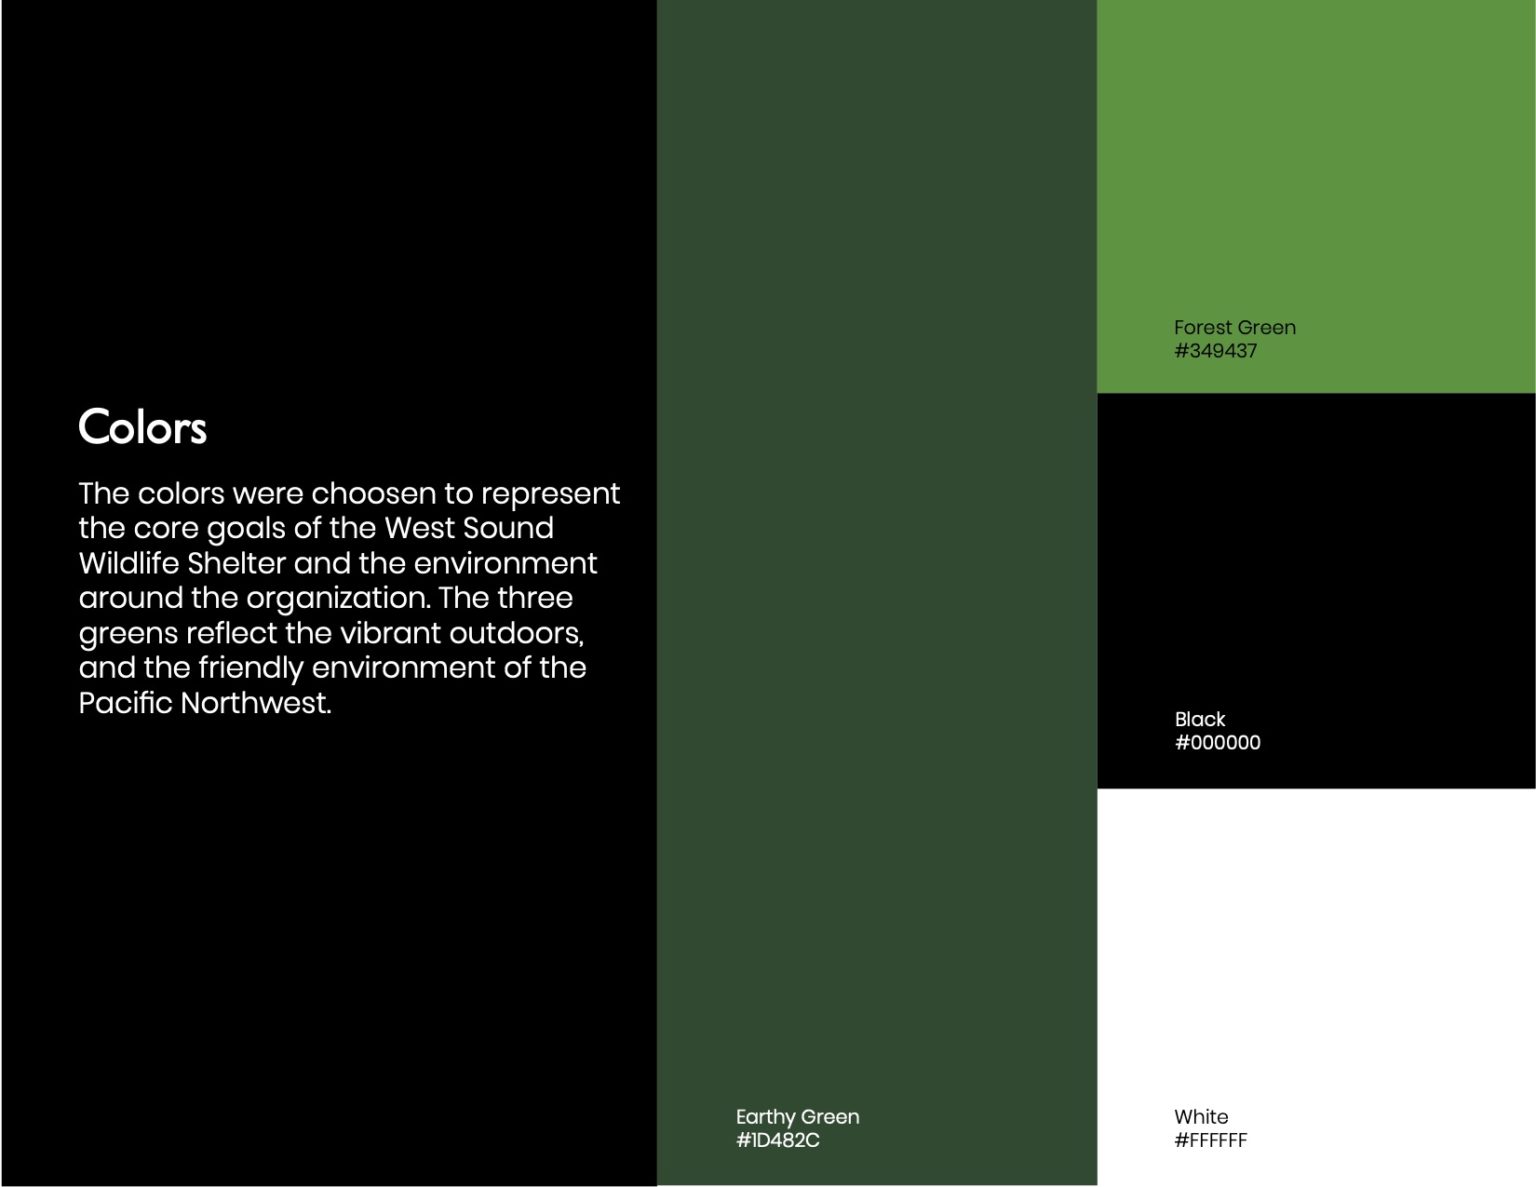 Colors
The colors were choosen to represent
the core goals of the West Sound
Wildlife Shelter and the environment
around the organization. The three
greens reflect the vibrant outdoors,
and the friendly environment of the
Pacific Northwest.
Earthy Green
#1D482C
Forest Green
#349437
Black
#000000
White
#FFFFFF